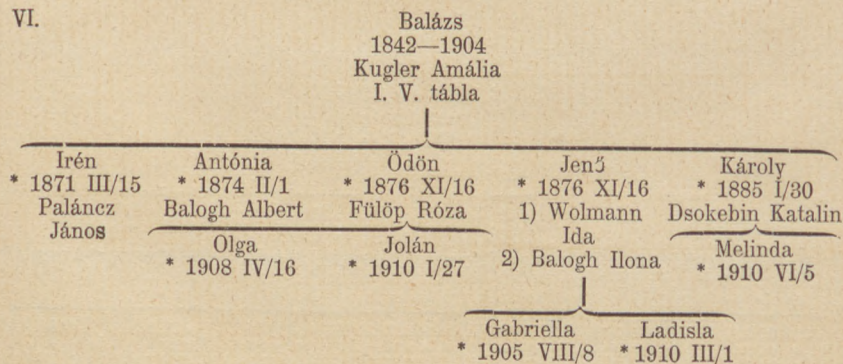 VI.
Balázs
1842—1904
Kugler Amália
I. V. tábla
Irén
* 1871 III/15
Paláncz
János
Antónia
* 1874 II/1
Balogh Albert
Ödön
* 1876 XI/16
Fülöp Róza
Jenő
* 1876 XI/16
1) Wolmann
Ida
2) Balogh Ilona
Károly
* 1885 I/30
Dsokebin Katalin
Olga
* 1908 IV/16
Jolán
* 1910 I/27
Melinda
* 1910 VI/5
Gabriella
* 1905 VIII/8
Ladisla
* 1910 III/1